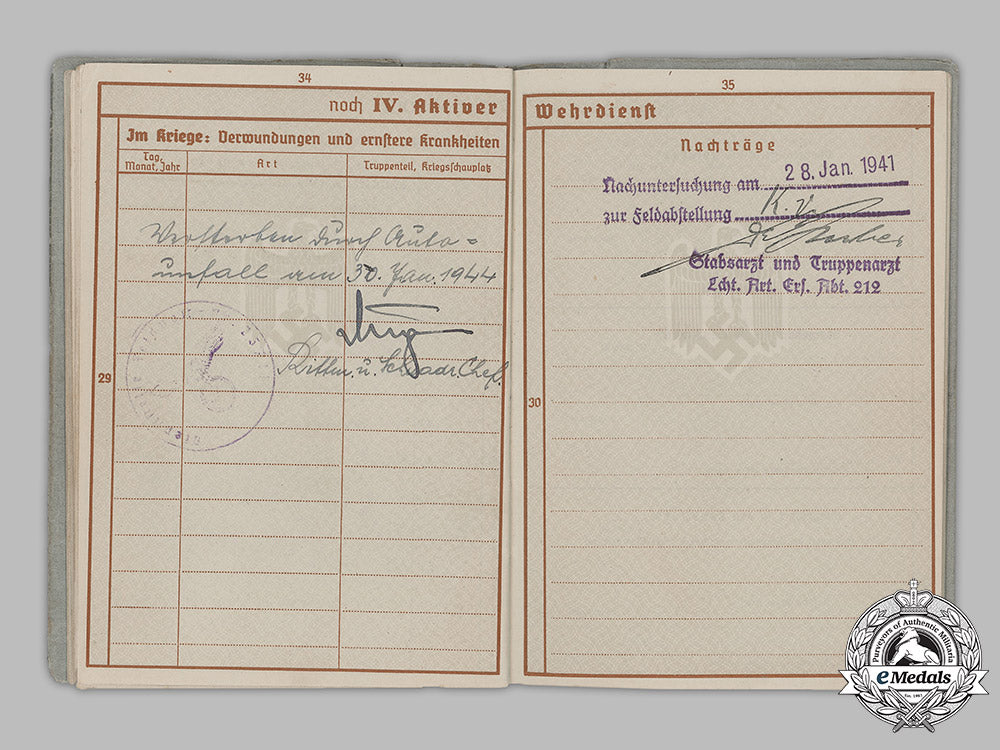 34
noch IV. Aktiver
Im Kriege: Verwundungen und ernstere Krankheiten
Tag, Monat, Jahr
Art
Truppenteil, Kriegsschauplatz
Verstorben durch Auto=
unfall am 30. Jan. 1944
Rittm. u. Schwadr. Chef.
29
35
Wehrdienst
Nachträge
Nachuntersuchung am 28. Jan. 1941
zur Feldabstellung K.v.
Dr.
Stabsarzt und Truppenarzt
Lcht. Art. Ers. Abt. 212
30
Purveyors of Authentic Militaria
eMedals